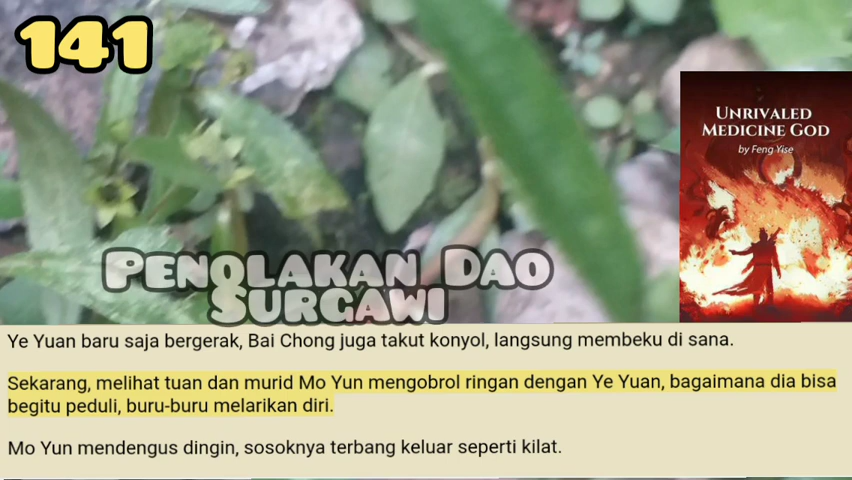 141
UNRIVALED
MEDICINE GOD
by Feng Yise
PENOLAKAN DAO
SURGAWI
Ye Yuan baru saja bergerak, Bai Chong juga takut konyol, langsung membeku di sana.
Sekarang, melihat tuan dan murid Mo Yun mengobrol ringan dengan Ye Yuan, bagaimana dia bisa
begitu peduli, buru-buru melarikan diri.
Mo Yun mendengus dingin, sosoknya terbang keluar seperti kilat.